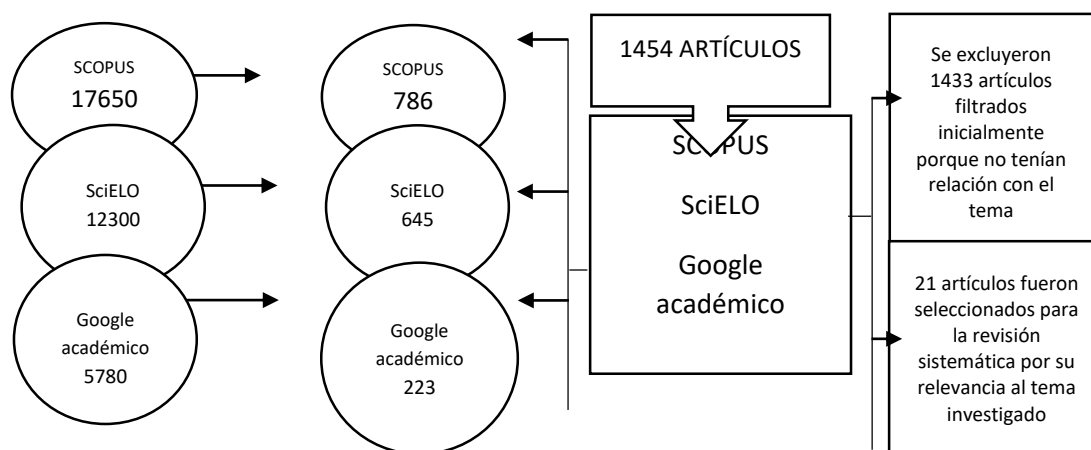 SCOPUS
17650
SciELO
12300
Google
académico
5780
SCOPUS
786
SciELO
645
Google
académico
223
1454 ARTÍCULOS
SCOPUS
SciELO
Google
académico
Se excluyeron
1433 artículos
filtrados
inicialmente
porque no tenían
relación con el
tema
21 artículos fueron
seleccionados para
la revisión
sistemática por su
relevancia al tema
investigado